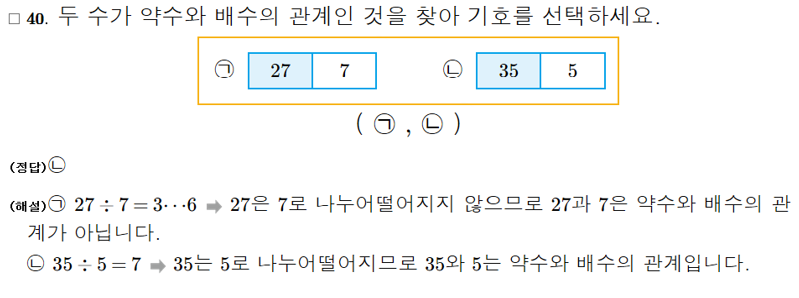 □ 40. 두 수가 약수와 배수의 관계인 것을 찾아 기호를 선택하세요.
㉠ 27 7 ㉡ 35 5
( ㉠ , ㉡ )
(정답)㉡
(해설)㉠ 27 ÷ 7 = 3⋯6 ➡ 27은 7로 나누어떨어지지 않으므로 27과 7은 약수와 배수의 관
계가 아닙니다.
㉡ 35 ÷ 5 = 7 ➡ 35는 5로 나누어떨어지므로 35와 5는 약수와 배수의 관계입니다.